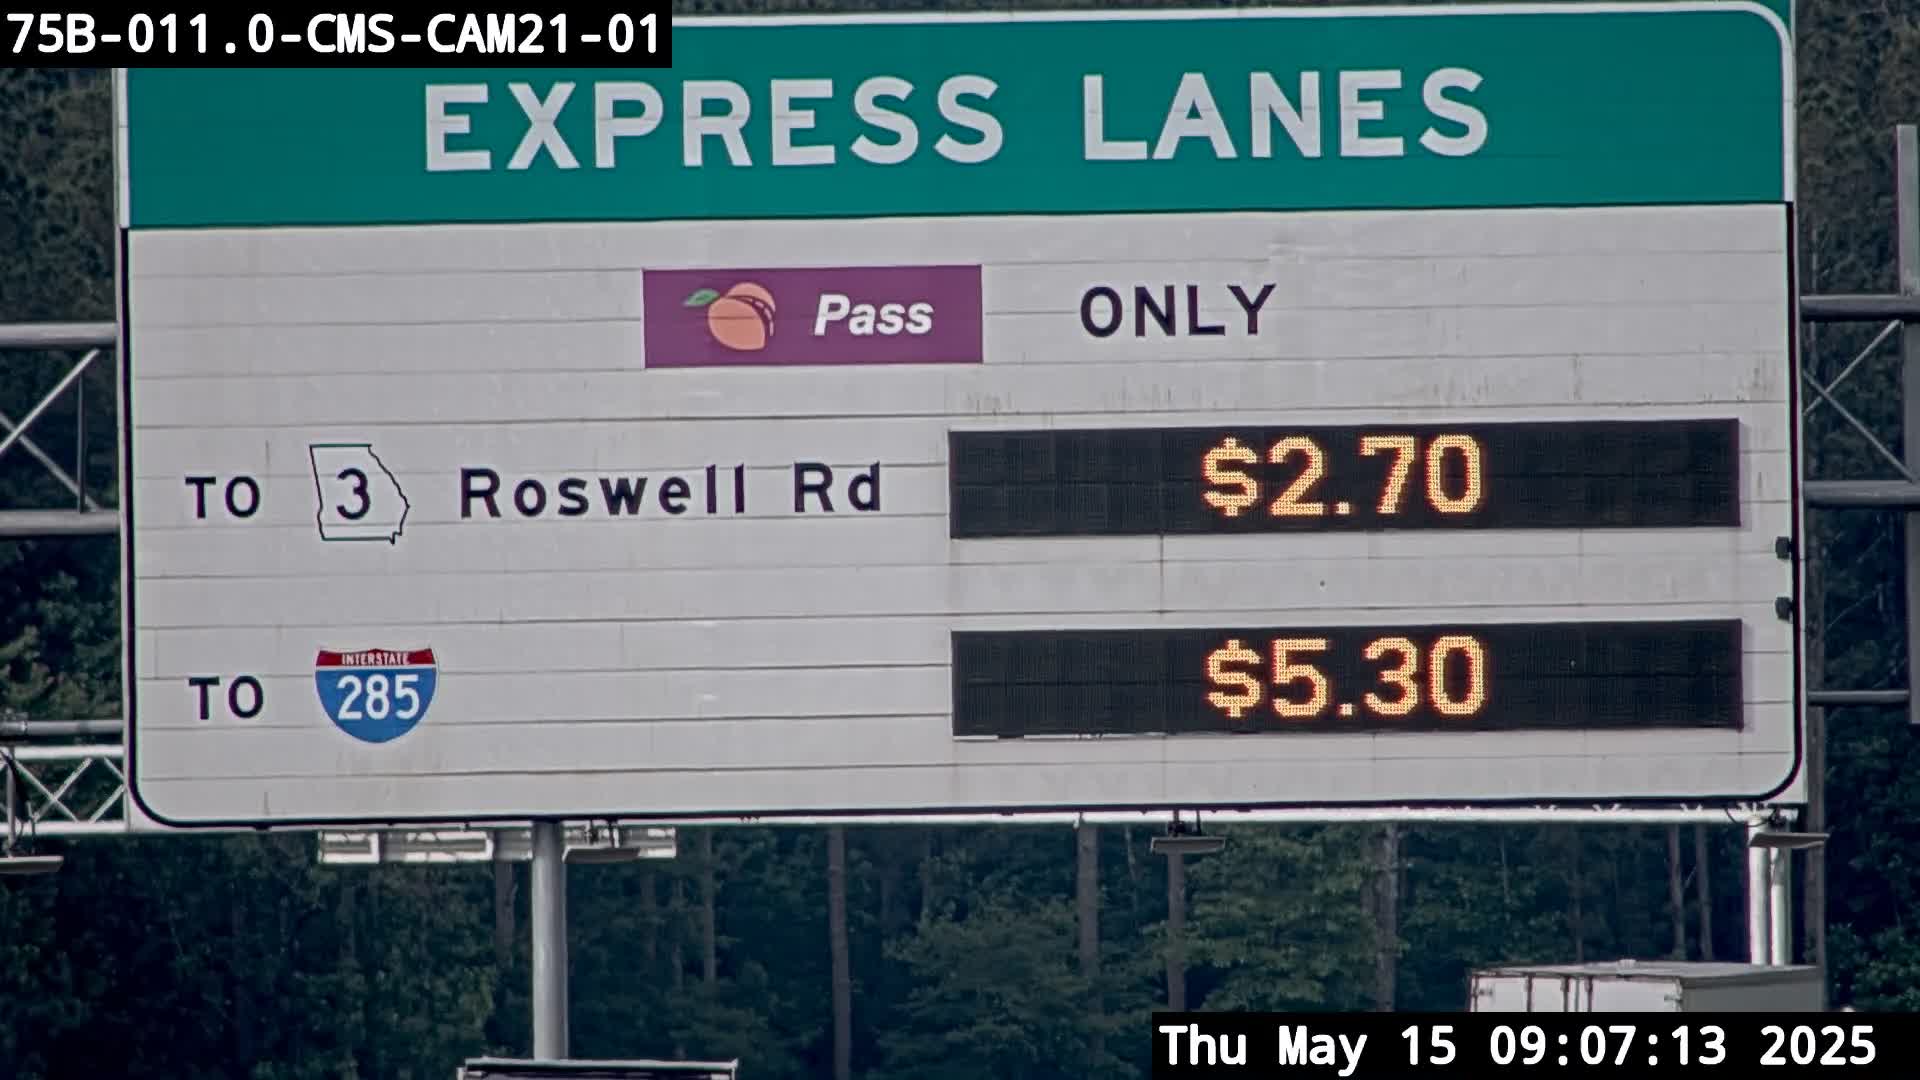 75B-011.0-CMS-CAM21-01
EXPRESS LANES
Pass ONLY
TO 3 Roswell Rd $2.70
TO INTERSTATE 285 $5.30
Thu May 15 09:07:13 2025